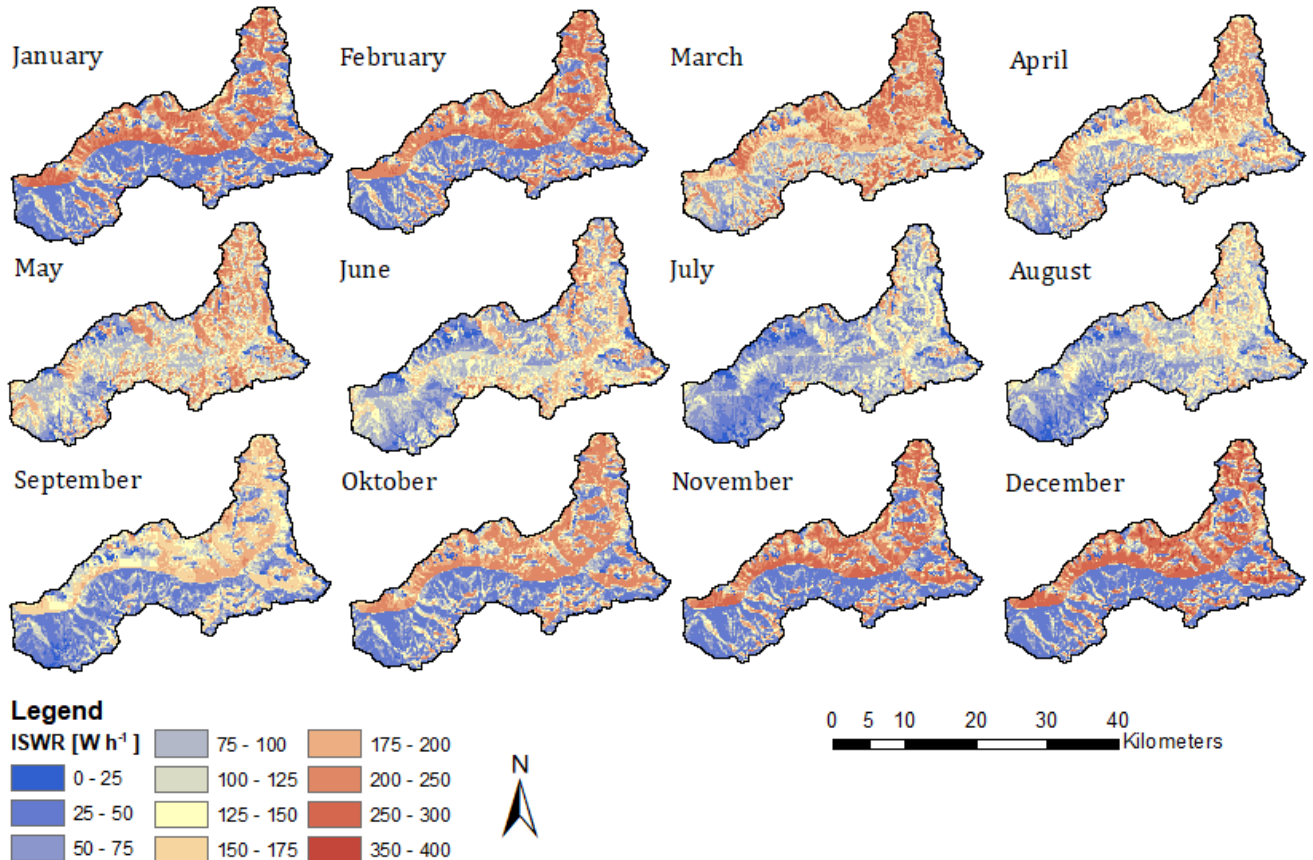 January
February
March
April
May
June
July
August
September
Oktober
November
December
Legend
ISWR [W h⁻¹ ]
0 - 25
25 - 50
50 - 75
75 - 100
100 - 125
125 - 150
150 - 175
175 - 200
200 - 250
250 - 300
350 - 400
N
0 5 10 20 30 40
Kilometers